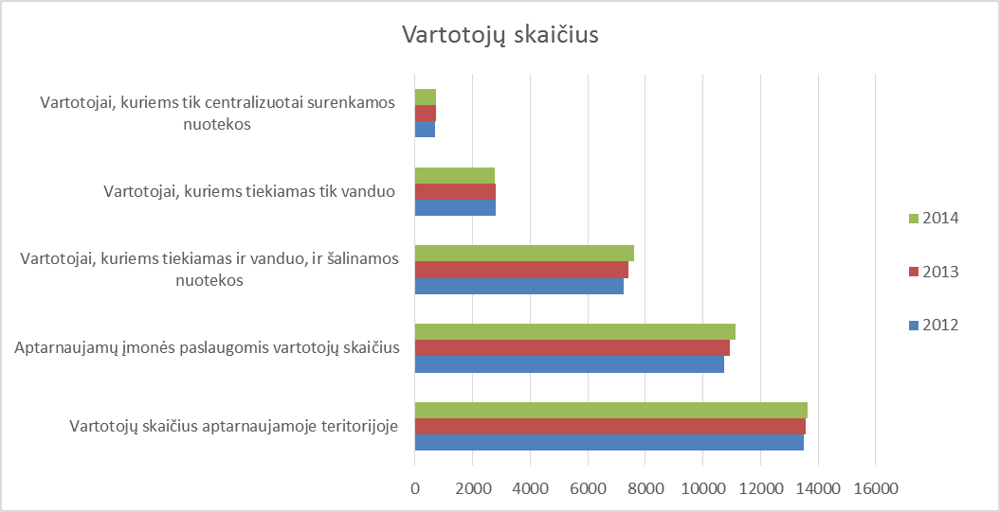 Vartotojų skaičius
Vartotojai, kuriems tik centralizuotai surenkamos
nuotekos
Vartotojai, kuriems tiekiamas tik vanduo
Vartotojai, kuriems tiekiamas ir vanduo, ir šalinamos
nuotekos
Aptarnaujamų įmonės paslaugomis vartotojų skaičius
Vartotojų skaičius aptarnaujamoje teritorijoje
0 2000 4000 6000 8000 10000 12000 14000 16000
2014
2013
2012